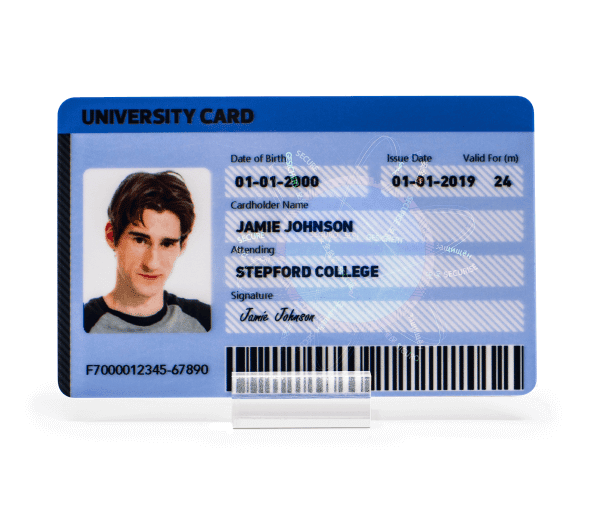 UNIVERSITY CARD
Date of Birth Issue Date Valid For (m)
01-01-2000 01-01-2019 24
Cardholder Name
JAMIE JOHNSON
Attending
STEPFORD COLLEGE
Signature
Jamie Johnson
F7000012345-67890